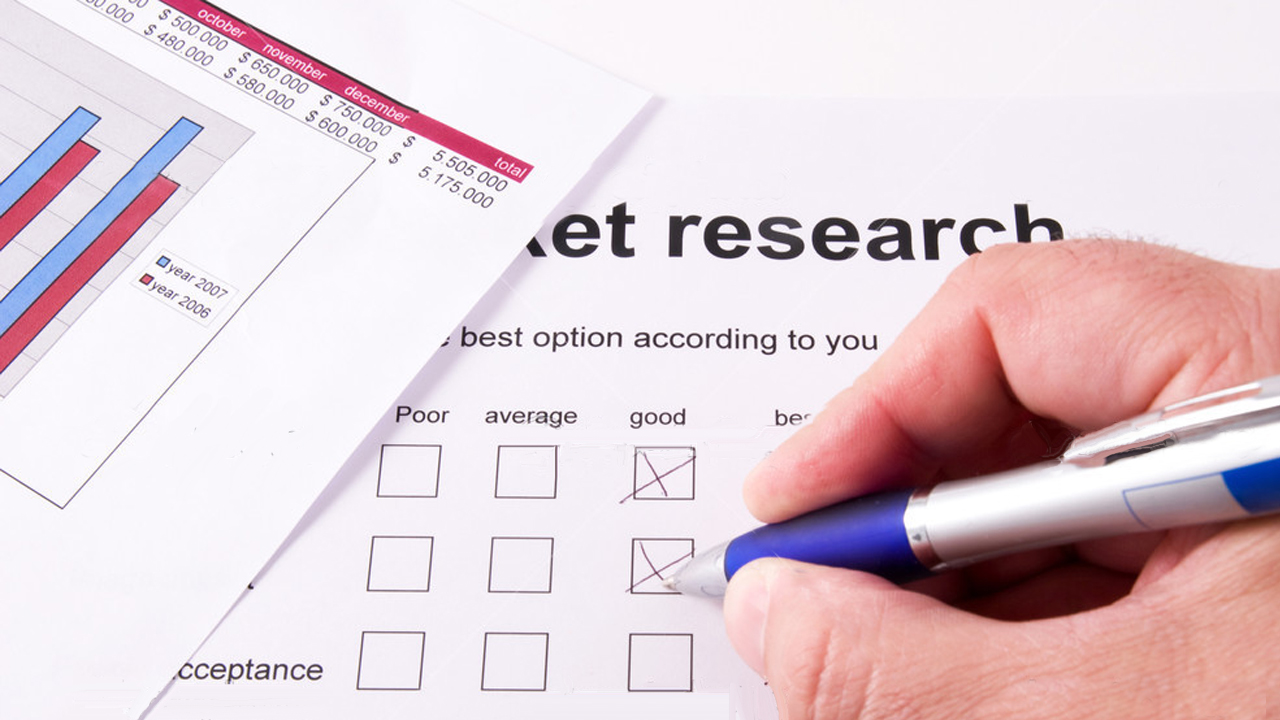 october november december total
$ 500.000 $ 650.000 $ 750.000 $ 5.505.000
$ 480.000 $ 580.000 $ 600.000 $ 5.175.000
year 2007
year 2006
ket research
best option according to you
Poor average good bes
cceptance